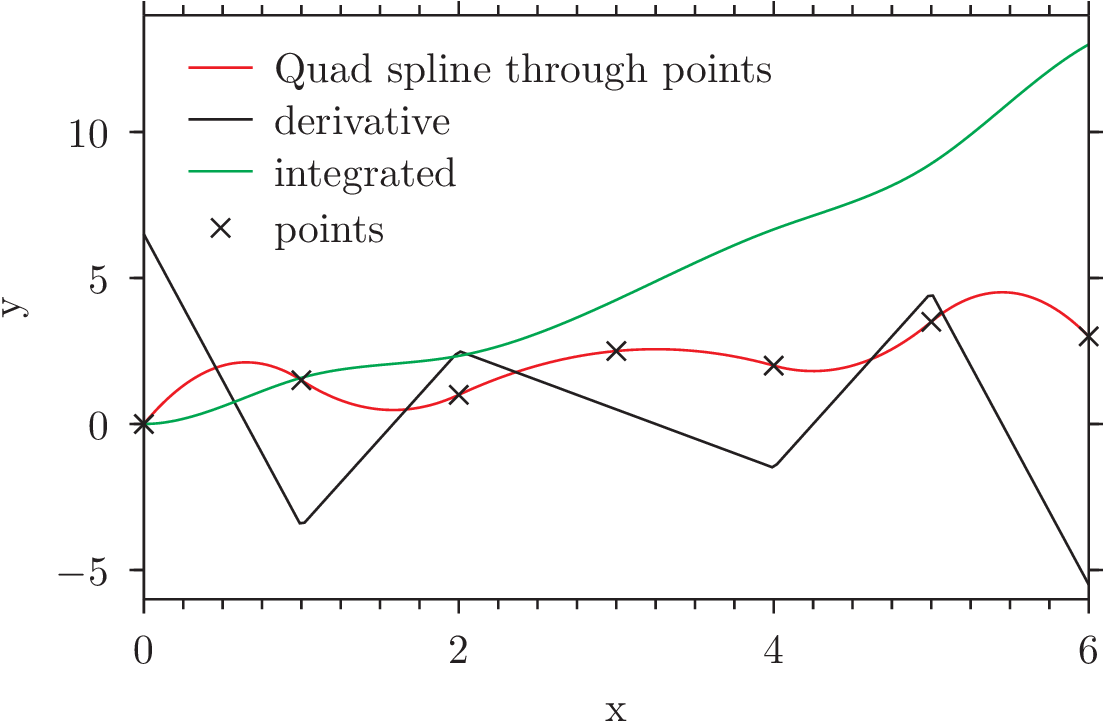 Quad spline through points
derivative
integrated
points
10
5
0
−5
y
0 2 4 6
x